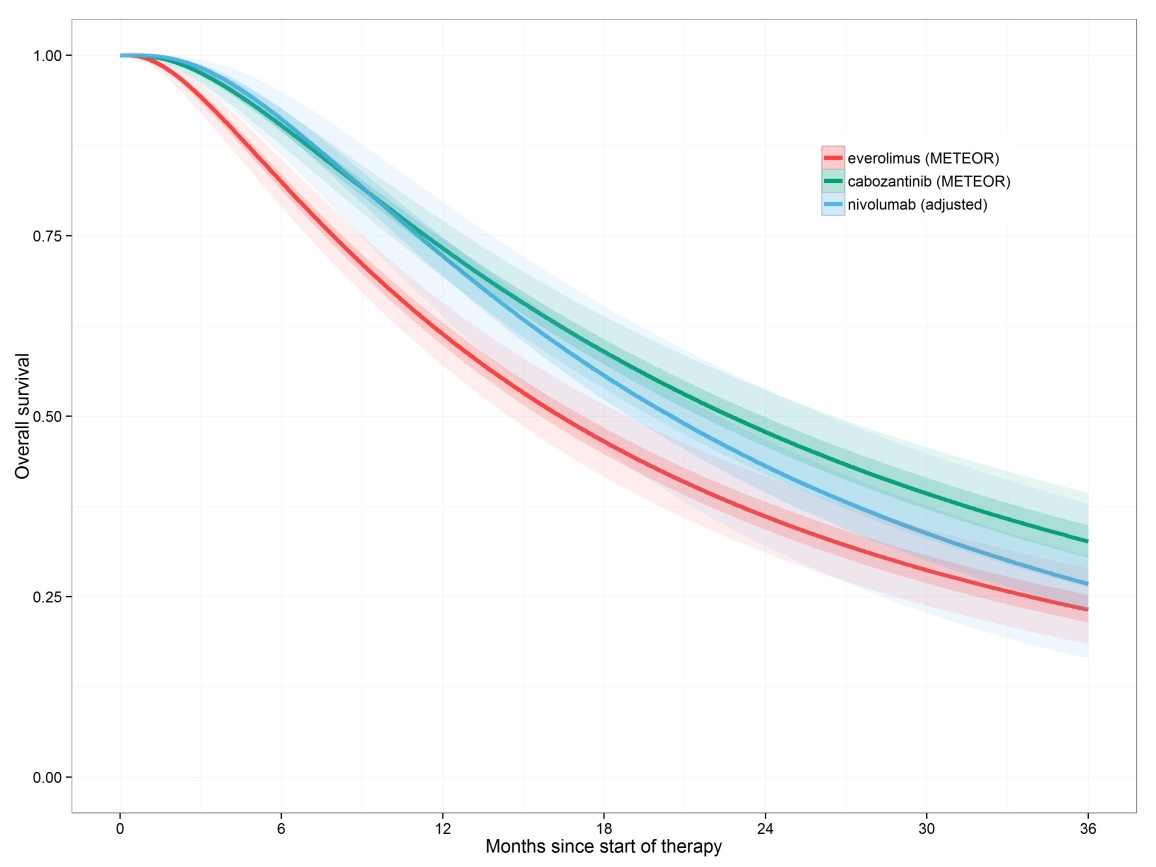 1.00
0.75
0.50
0.25
0.00
Overall survival
everolimus (METEOR)
cabozantinib (METEOR)
nivolumab (adjusted)
0 6 12 18 24 30 36
Months since start of therapy